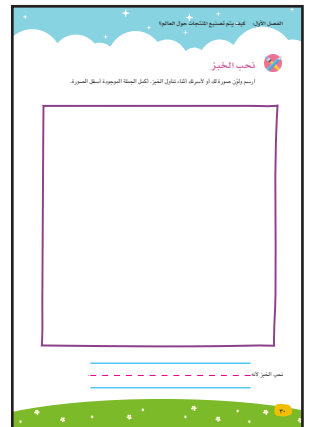 الفصل الأول: كيف يتم تصنيع المنتجات حول العالم؟
نحب الخبز
ارسم ولوّن صورة لك أو لأسرتك أثناء تناول الخبز. اكمل الجملة الموجودة أسفل الصورة.
نحب الخبز لأنه
٣٠